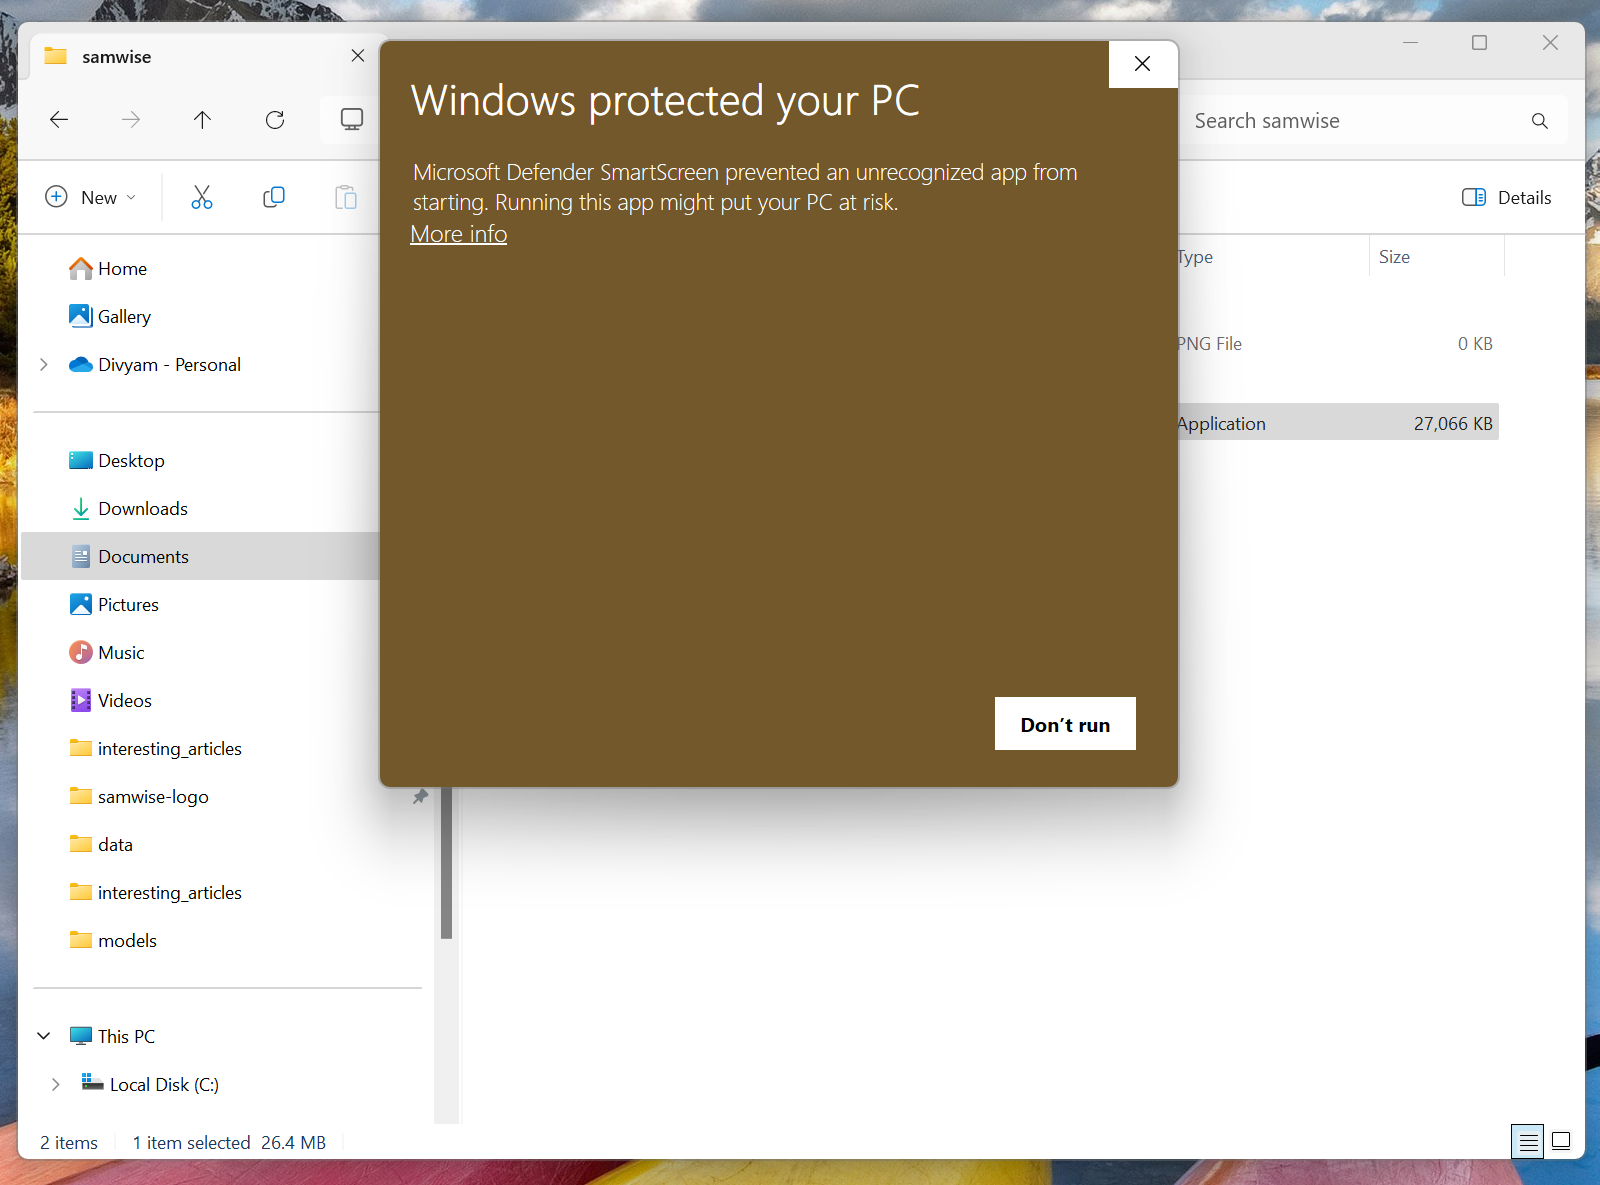 samwise
Windows protected your PC
Microsoft Defender SmartScreen prevented an unrecognized app from
starting. Running this app might put your PC at risk.
More info
Don't run
Search samwise
New
Details
Home
Gallery
Divyam - Personal
Desktop
Downloads
Documents
Pictures
Music
Videos
interesting_articles
samwise-logo
data
interesting_articles
models
This PC
Local Disk (C:)
Type Size
PNG File 0 KB
Application 27,066 KB
2 items 1 item selected 26.4 MB